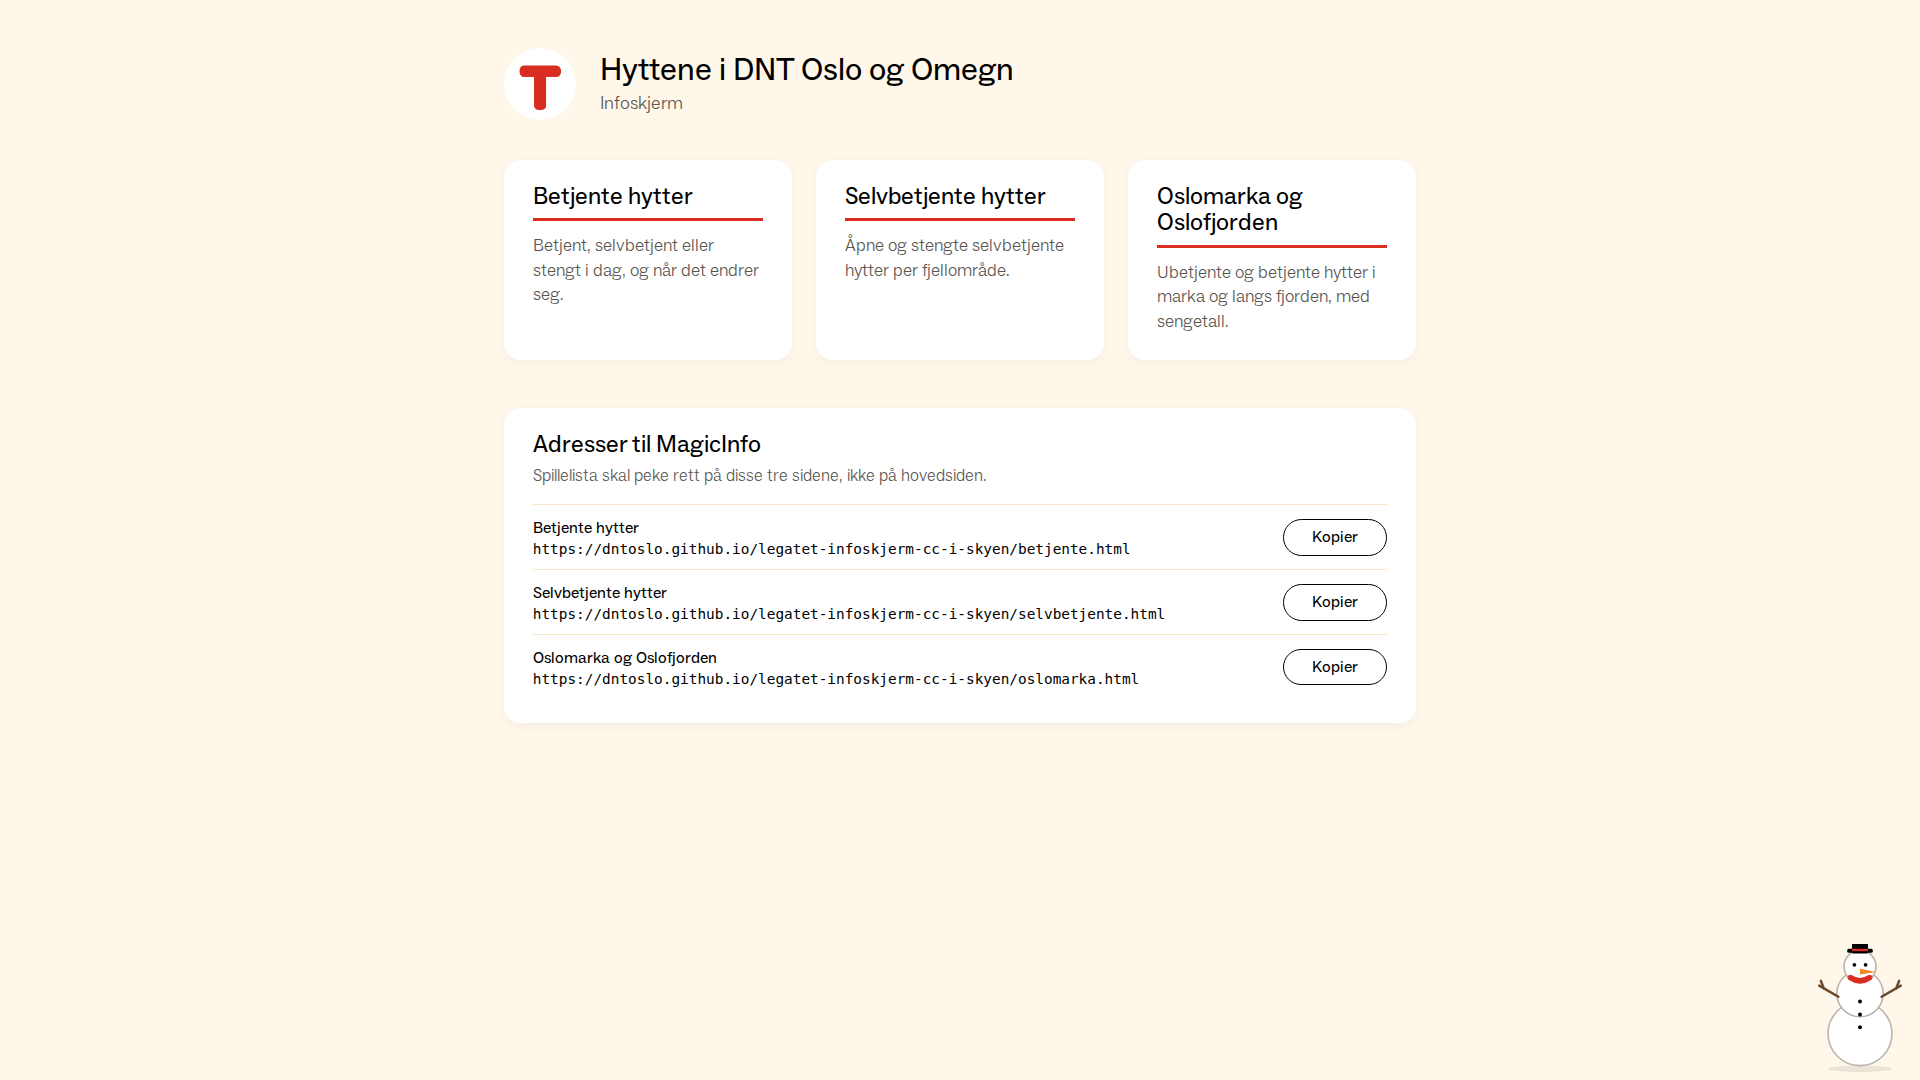 T
Hyttene i DNT Oslo og Omegn
Infoskjerm
Betjente hytter
Betjent, selvbetjent eller
stengt i dag, og når det endrer
seg.
Selvbetjente hytter
Åpne og stengte selvbetjente
hytter per fjellområde.
Oslomarka og
Oslofjorden
Ubetjente og betjente hytter i
marka og langs fjorden, med
sengetall.
Adresser til MagicInfo
Spillelista skal peke rett på disse tre sidene, ikke på hovedsiden.
Betjente hytter
https://dntoslo.github.io/legatet-infoskjerm-cc-i-skyen/betjente.html
Kopier
Selvbetjente hytter
https://dntoslo.github.io/legatet-infoskjerm-cc-i-skyen/selvbetjente.html
Kopier
Oslomarka og Oslofjorden
https://dntoslo.github.io/legatet-infoskjerm-cc-i-skyen/oslomarka.html
Kopier